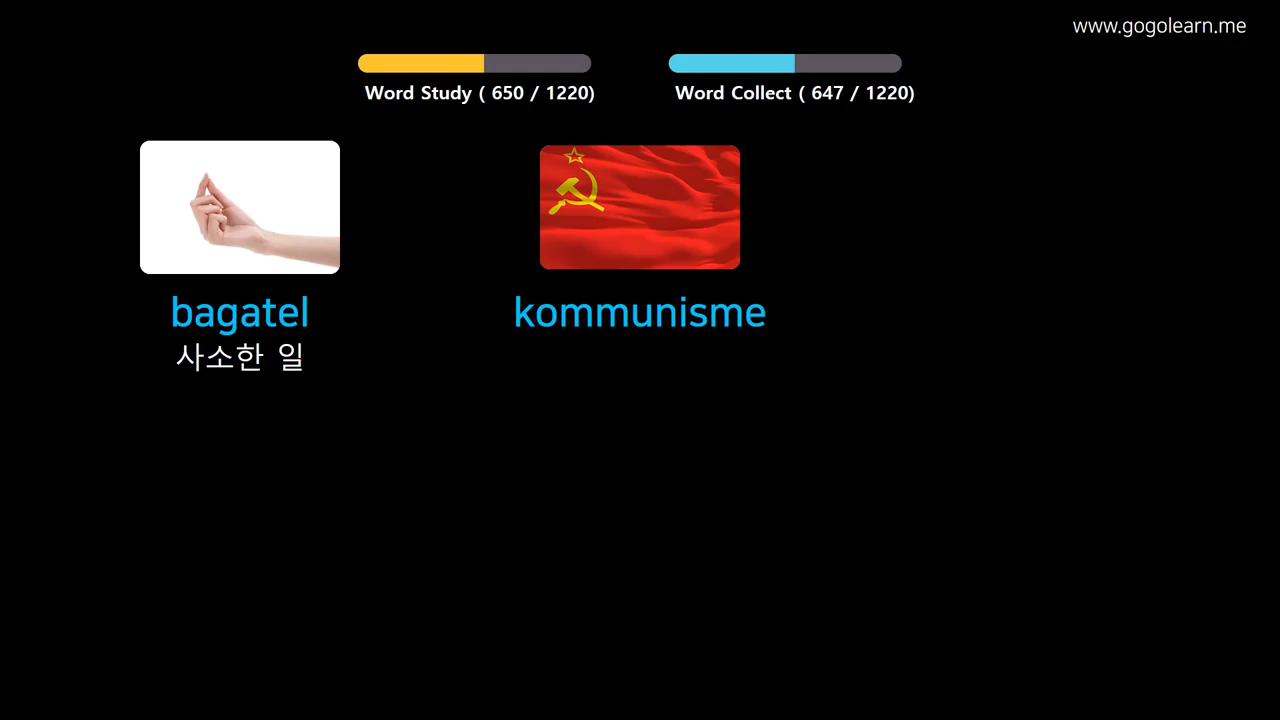 www.gogolearn.me
Word Study ( 650 / 1220)
Word Collect ( 647 / 1220)
bagatel
사소한 일
kommunisme